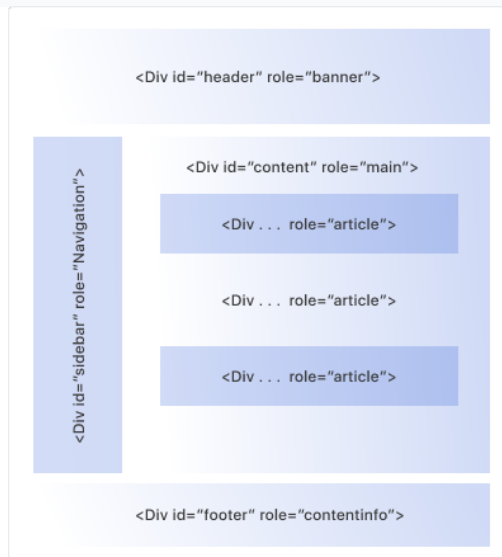 <Div id="header" role="banner">
<Div id="sidebar" role="Navigation">
<Div id="content" role="main">
<Div . . . role="article">
<Div . . . role="article">
<Div . . . role="article">
<Div id="footer" role="contentinfo">